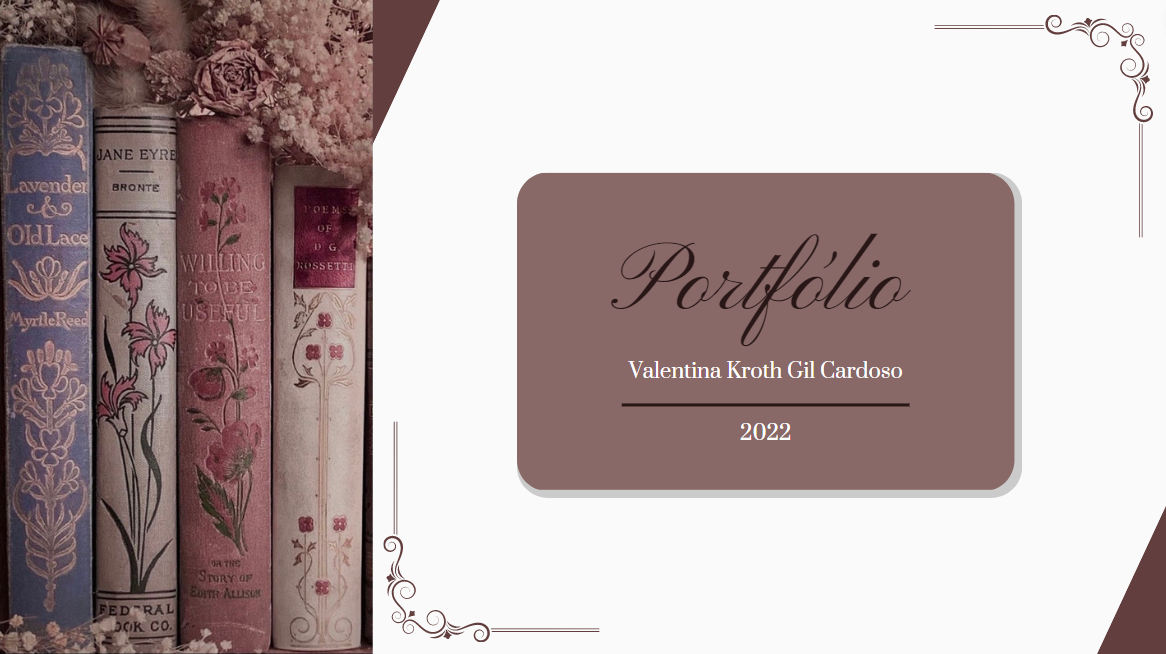 Lavender
&
Old Lace
Myrtle Reed
JANE EYRE
BRONTE
FEDERAL
BOOK CO.
WILLING
TO BE
USEFUL
OR THE
STORY OF
EDITH ALLISON
POEMS
OF
D. G.
ROSSETTI
Portfólio
Valentina Kroth Gil Cardoso
2022